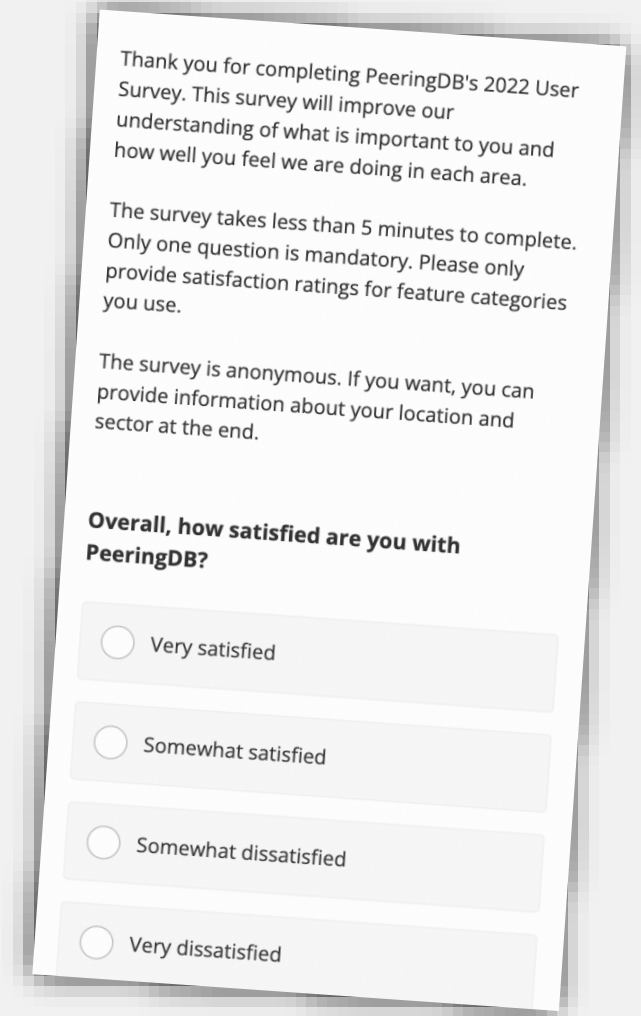 Thank you for completing PeeringDB's 2022 User
Survey. This survey will improve our
understanding of what is important to you and
how well you feel we are doing in each area.
The survey takes less than 5 minutes to complete.
Only one question is mandatory. Please only
provide satisfaction ratings for feature categories
you use.
The survey is anonymous. If you want, you can
provide information about your location and
sector at the end.
Overall, how satisfied are you with
PeeringDB?
Very satisfied
Somewhat satisfied
Somewhat dissatisfied
Very dissatisfied